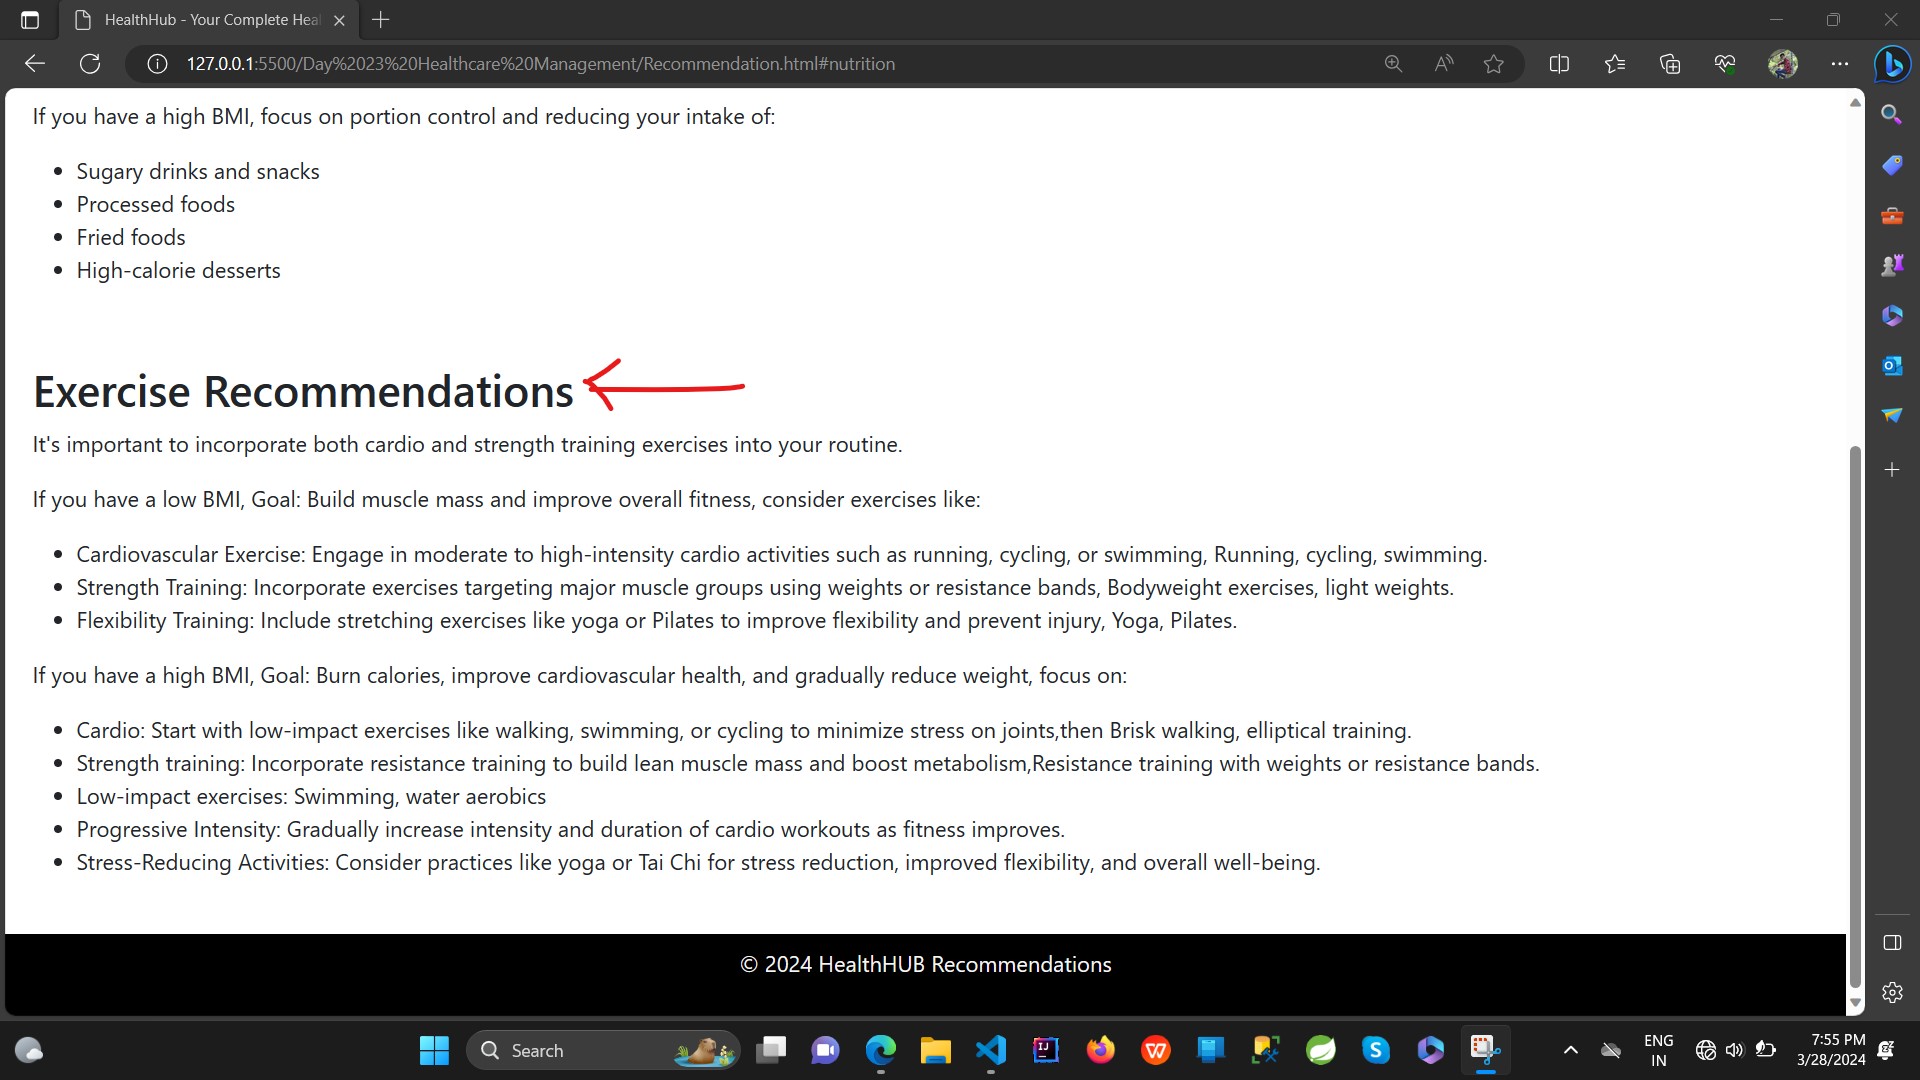 HealthHub - Your Complete Heal
127.0.0.1:5500/Day%2023%20Healthcare%20Management/Recommendation.html#nutrition
If you have a high BMI, focus on portion control and reducing your intake of:
Sugary drinks and snacks
Processed foods
Fried foods
High-calorie desserts
Exercise Recommendations
It's important to incorporate both cardio and strength training exercises into your routine.
If you have a low BMI, Goal: Build muscle mass and improve overall fitness, consider exercises like:
Cardiovascular Exercise: Engage in moderate to high-intensity cardio activities such as running, cycling, or swimming, Running, cycling, swimming.
Strength Training: Incorporate exercises targeting major muscle groups using weights or resistance bands, Bodyweight exercises, light weights.
Flexibility Training: Include stretching exercises like yoga or Pilates to improve flexibility and prevent injury, Yoga, Pilates.
If you have a high BMI, Goal: Burn calories, improve cardiovascular health, and gradually reduce weight, focus on:
Cardio: Start with low-impact exercises like walking, swimming, or cycling to minimize stress on joints,then Brisk walking, elliptical training.
Strength training: Incorporate resistance training to build lean muscle mass and boost metabolism,Resistance training with weights or resistance bands.
Low-impact exercises: Swimming, water aerobics
Progressive Intensity: Gradually increase intensity and duration of cardio workouts as fitness improves.
Stress-Reducing Activities: Consider practices like yoga or Tai Chi for stress reduction, improved flexibility, and overall well-being.
© 2024 HealthHUB Recommendations
Search
ENG
IN
7:55 PM
3/28/2024